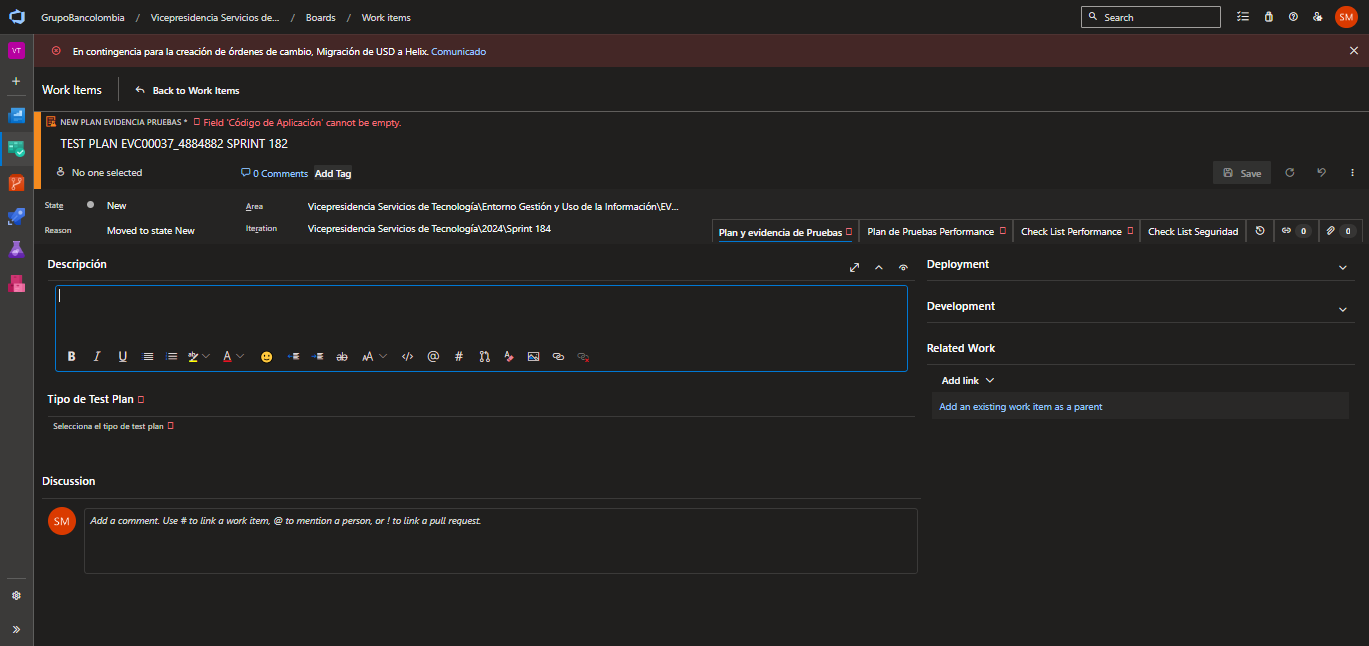 GrupoBancolombia / Vicepresidencia Servicios de... / Boards / Work items
Search
SM
VT
En contingencia para la creación de órdenes de cambio, Migración de USD a Helix. Comunicado
Work Items
Back to Work Items
NEW PLAN EVIDENCIA PRUEBAS * Field 'Código de Aplicación' cannot be empty.
TEST PLAN EVC00037_4884882 SPRINT 182
No one selected
0 Comments
Add Tag
Save
State
New
Area
Vicepresidencia Servicios de Tecnología\Entorno Gestión y Uso de la Información\EV...
Reason
Moved to state New
Iteration
Vicepresidencia Servicios de Tecnología\2024\Sprint 184
Plan y evidencia de Pruebas
Plan de Pruebas Performance
Check List Performance
Check List Seguridad
0
0
Descripción
Tipo de Test Plan
Selecciona el tipo de test plan
Discussion
SM
Add a comment. Use # to link a work item, @ to mention a person, or ! to link a pull request.
Deployment
Development
Related Work
Add link
Add an existing work item as a parent